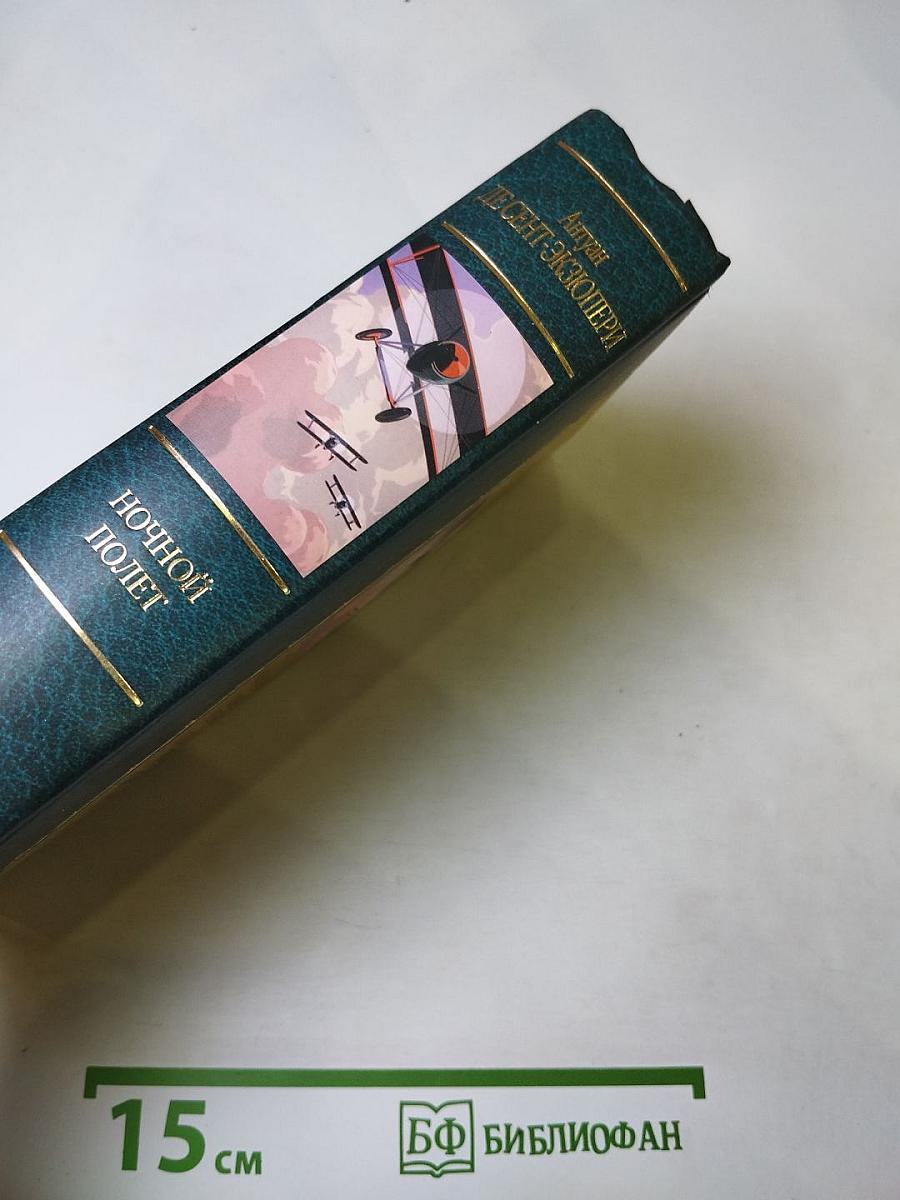 Антуан
ДЕ СЕНТ-ЭКЗЮПЕРИ
НОЧНОЙ
ПОЛЕТ
15 см
БФ БИБЛИОФАН